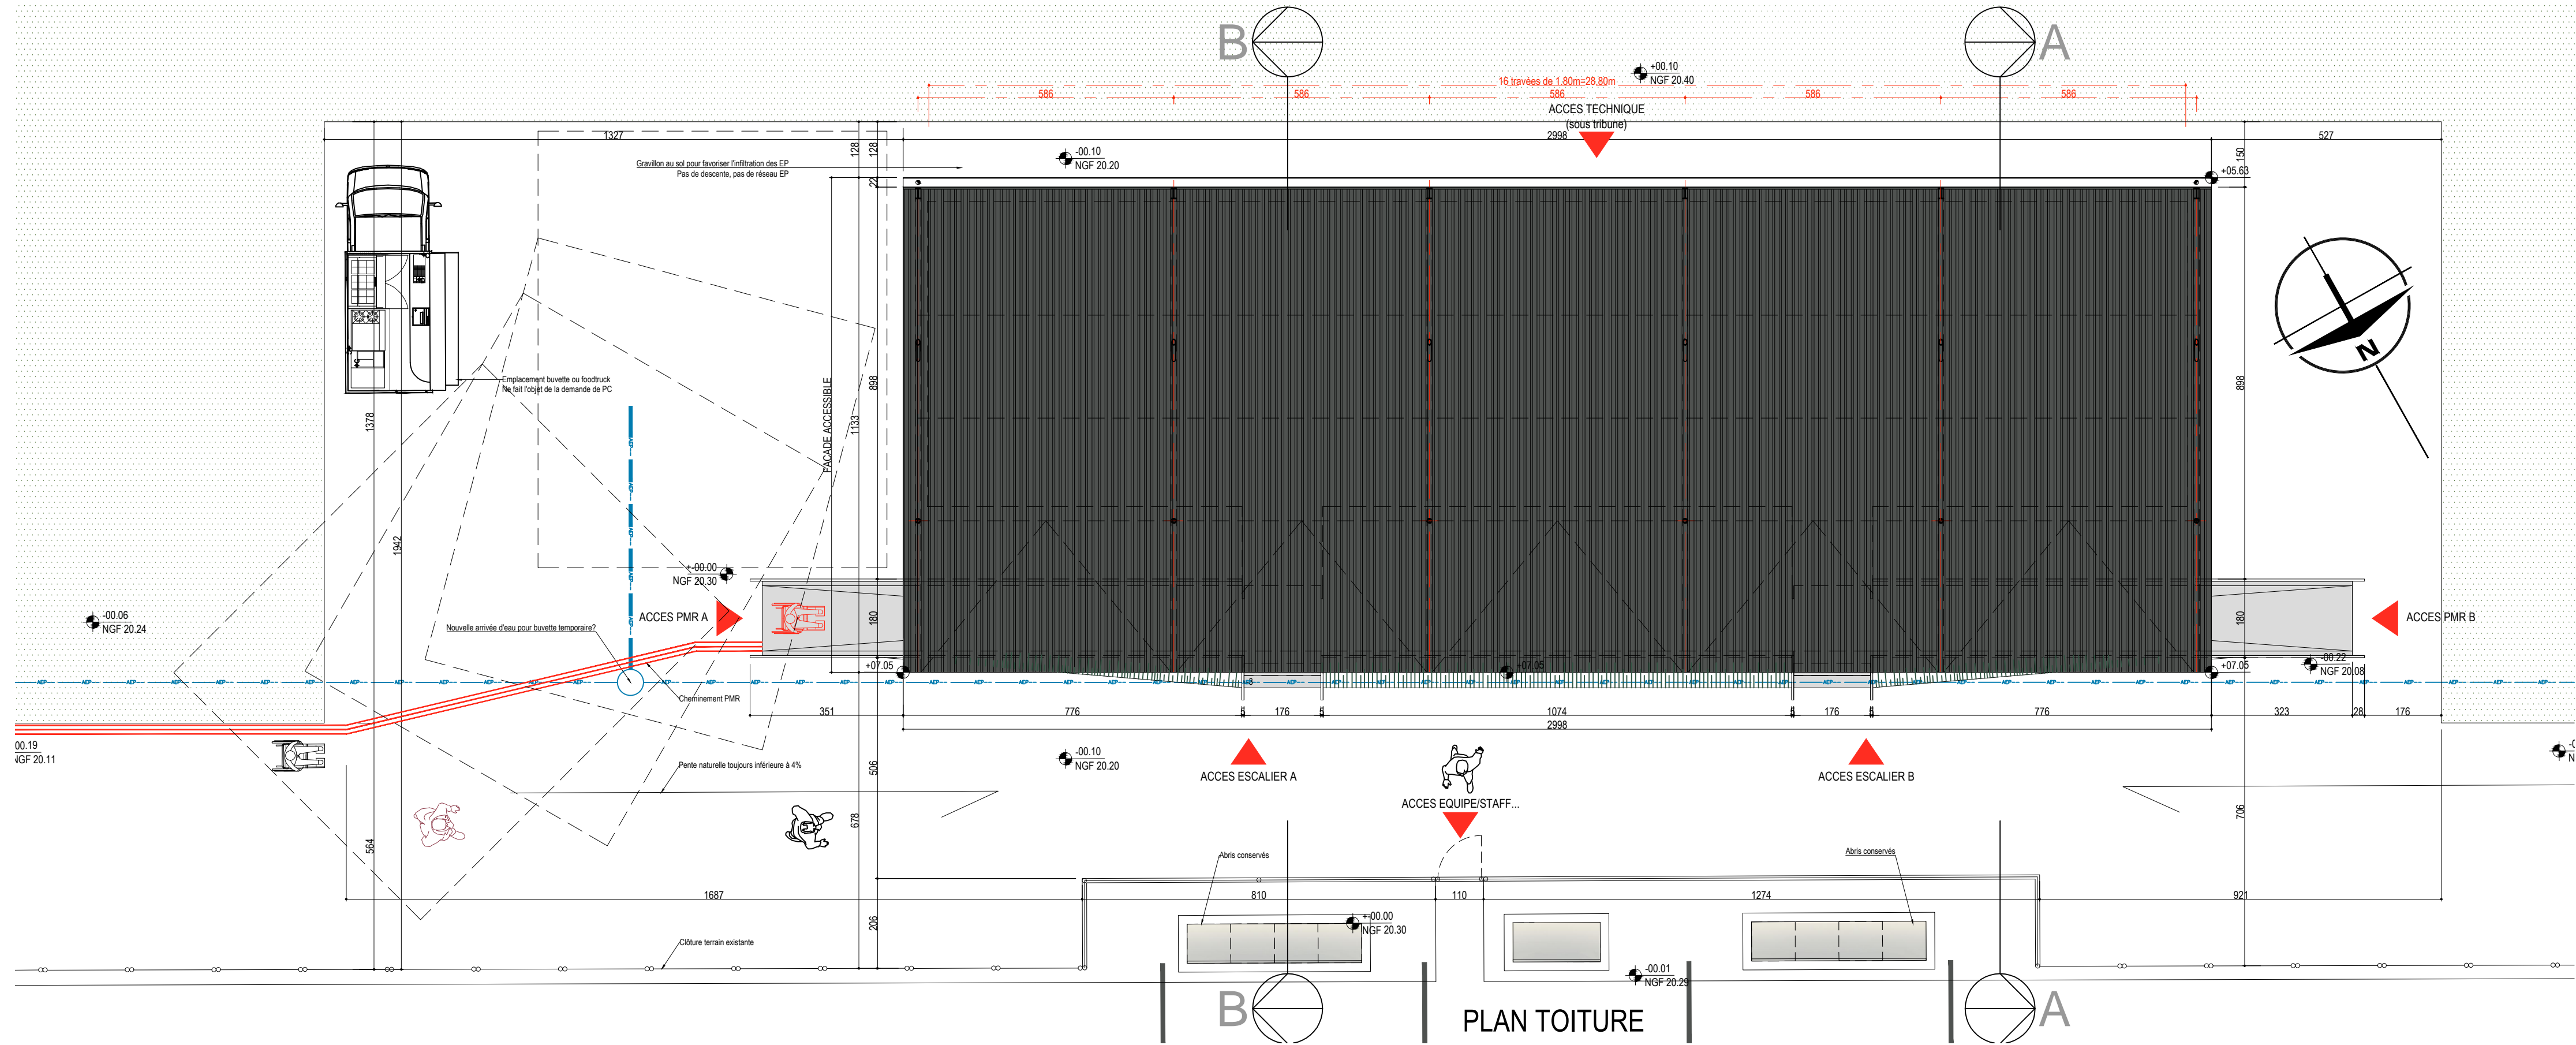 B
A
+00.10
NGF 20.40
16 travées de 1.80m=28.80m
586
586
586
586
586
ACCES TECHNIQUE
(sous tribune)
1327
2998
527
128
128
150
22
-00.10
NGF 20.20
Gravillon au sol pour favoriser l'infiltration des EP
Pas de descente, pas de réseau EP
+05.63
N
Emplacement buvette ou foodtruck
Ne fait l'objet de la demande de PC
FACADE ACCESSIBLE
1378
1942
1133
898
898
+-00.00
NGF 20.30
-00.06
NGF 20.24
ACCES PMR A
180
180
ACCES PMR B
Nouvelle arrivée d'eau pour buvette temporaire?
+07.05
+07.05
+07.05
-00.22
NGF 20.08
AEP
Cheminement PMR
351
776
5
176
5
1074
5
176
5
776
323
28
176
2998
00.19
NGF 20.11
-00.10
NGF 20.20
Pente naturelle toujours inférieure à 4%
506
678
564
706
ACCES ESCALIER A
ACCES ESCALIER B
ACCES EQUIPE/STAFF...
Abris conservés
Abris conservés
1687
810
110
1274
921
206
+-00.00
NGF 20.30
Clôture terrain existante
-00.01
NGF 20.29
B
A
PLAN TOITURE